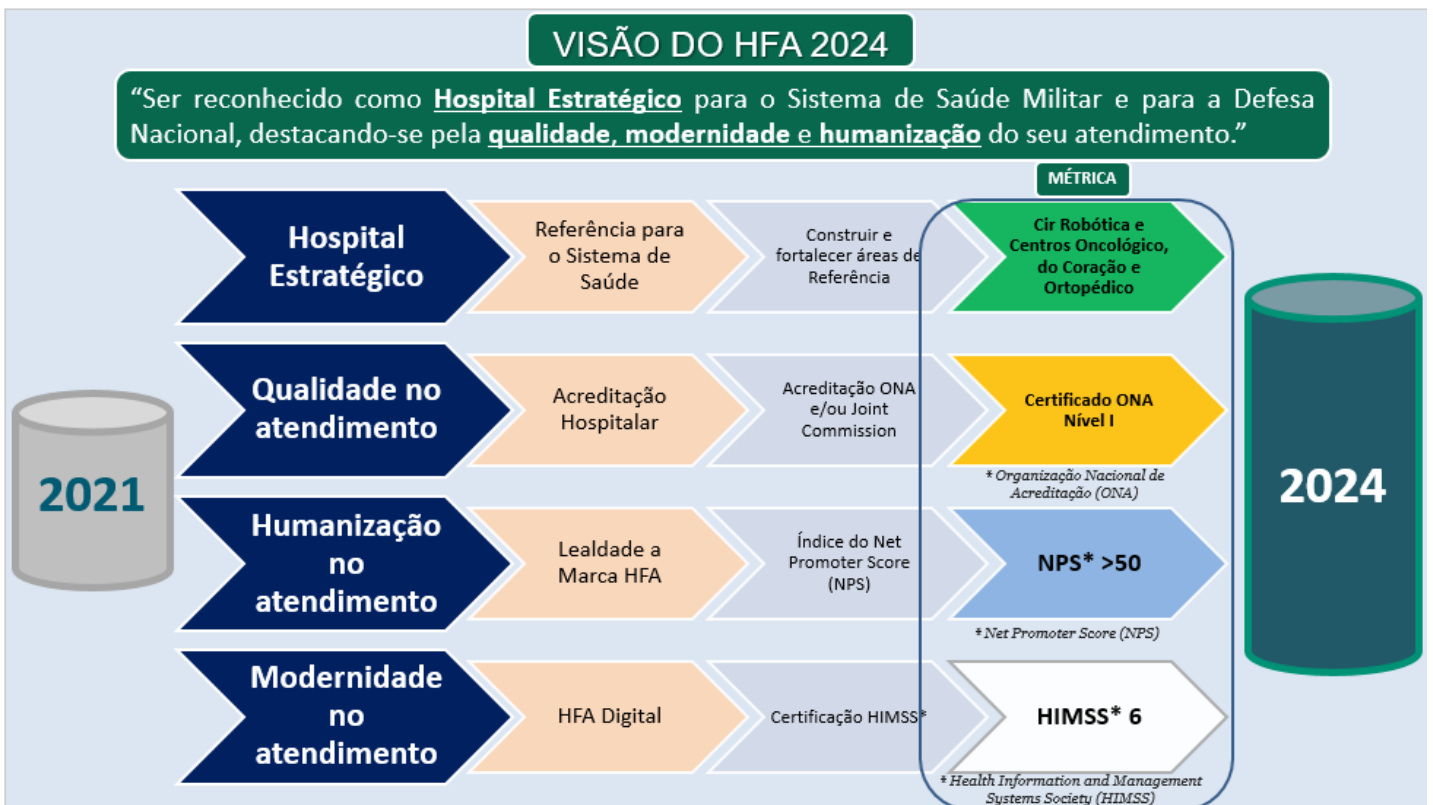 VISÃO DO HFA 2024
“Ser reconhecido como Hospital Estratégico para o Sistema de Saúde Militar e para a Defesa
Nacional, destacando-se pela qualidade, modernidade e humanização do seu atendimento.”
MÉTRICA
Hospital
Estratégico
Referência para
o Sistema de
Saúde
Construir e
fortalecer áreas de
Referência
Cir Robótica e
Centros Oncológico,
do Coração e
Ortopédico
2021
Qualidade no
atendimento
Acreditação
Hospitalar
Acreditação ONA
e/ou Joint
Commission
Certificado ONA
Nível I
* Organização Nacional de
Acreditação (ONA)
2024
Humanização
no
atendimento
Lealdade a
Marca HFA
Índice do Net
Promoter Score
(NPS)
NPS* >50
* Net Promoter Score (NPS)
Modernidade
no
atendimento
HFA Digital
Certificação HIMSS*
HIMSS* 6
* Health Information and Management
Systems Society (HIMSS)